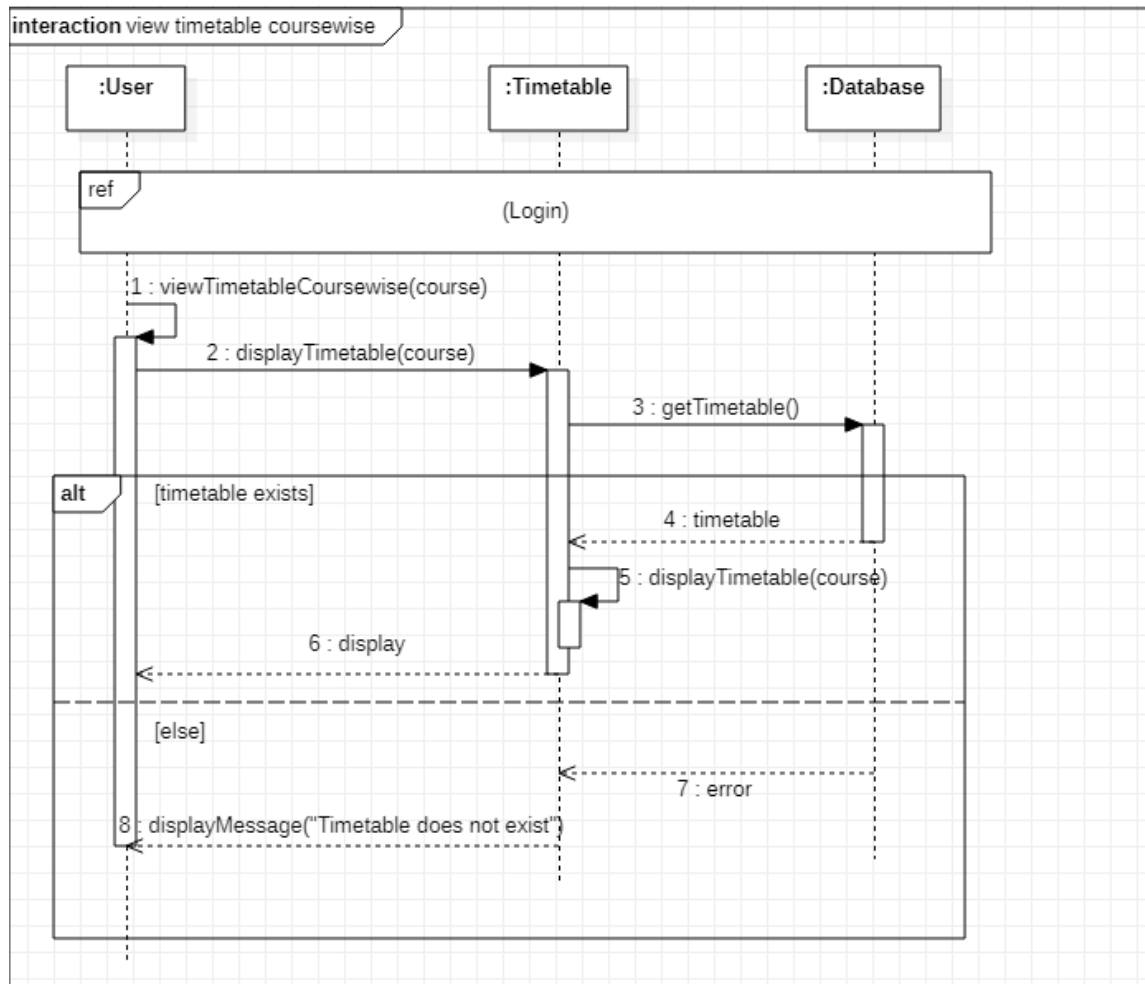 interaction view timetable coursewise
:User
:Timetable
:Database
ref
(Login)
1 : viewTimetableCoursewise(course)
2 : displayTimetable(course)
3 : getTimetable()
alt
[timetable exists]
4 : timetable
5 : displayTimetable(course)
6 : display
[else]
7 : error
8 : displayMessage("Timetable does not exist")